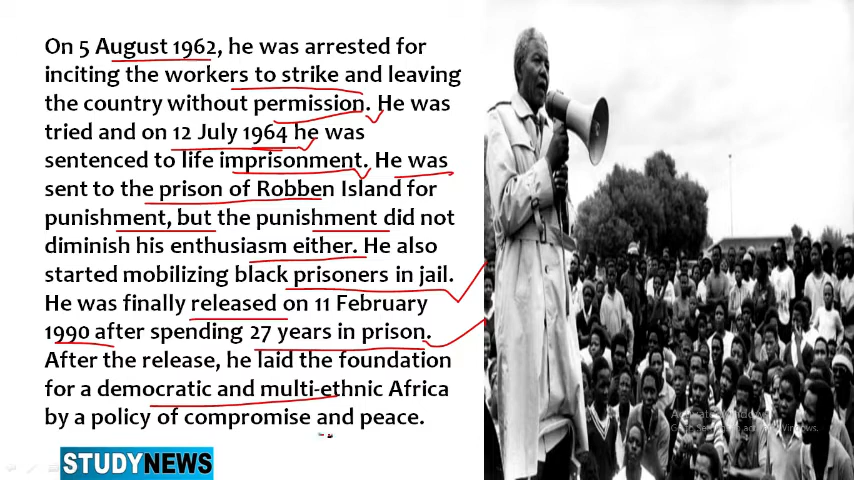 On 5 August 1962, he was arrested for
inciting the workers to strike and leaving
the country without permission. He was
tried and on 12 July 1964 he was
sentenced to life imprisonment. He was
sent to the prison of Robben Island for
punishment, but the punishment did not
diminish his enthusiasm either. He also
started mobilizing black prisoners in jail.
He was finally released on 11 February
1990 after spending 27 years in prison.
After the release, he laid the foundation
for a democratic and multi-ethnic Africa
by a policy of compromise and peace.
STUDYNEWS